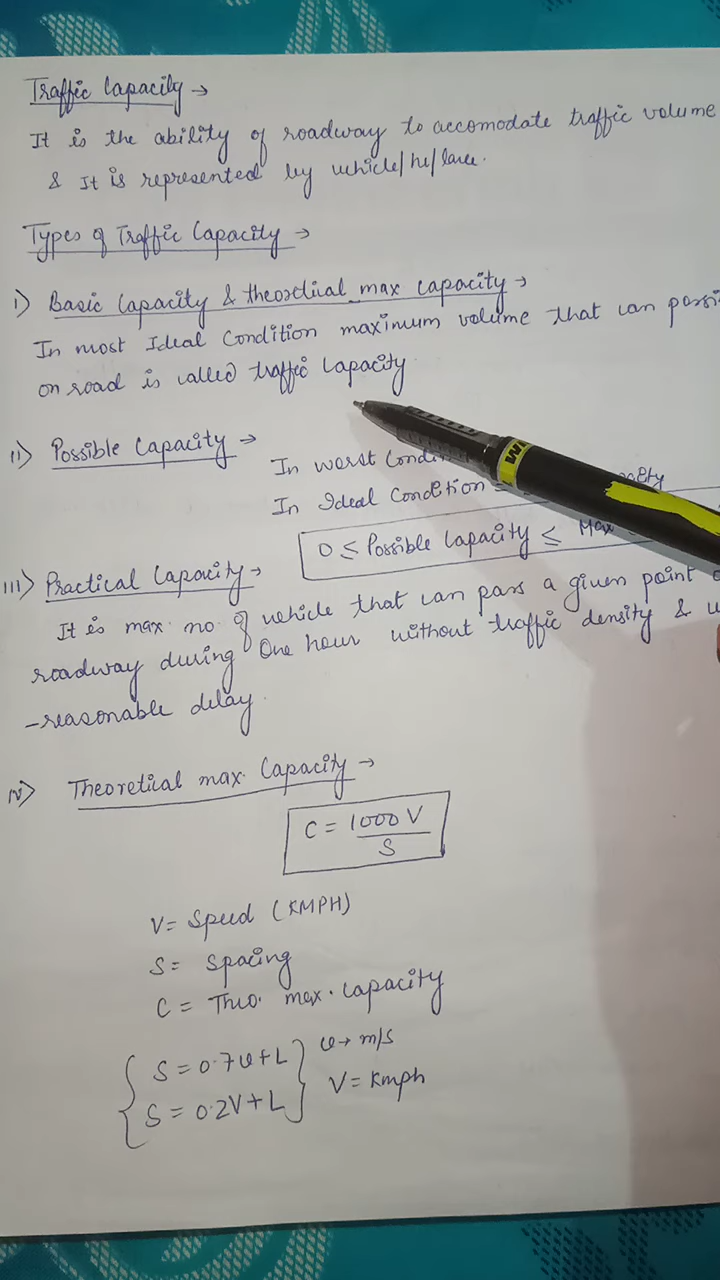 Traffic Capacity →
It is the ability of roadway to accomodate traffic volume
& It is represented by vehicle/hr/lane.
Types of Traffic Capacity →
I) Basic Capacity & theoretical max capacity →
In most Ideal Condition maximum volume that can passi
on road is called traffic capacity
II) Possible Capacity →
In worst Condi
In Ideal Condition = acity
0 ≤ Possible Capacity ≤ Max
III) Practical Capacity →
It is max. no. of vehicle that can pass a given point
roadway during One hour without traffic density & u
-reasonable delay.
IV) Theoretical max. Capacity →
C = 1000 V / S
V = Speed (KMPH)
S = Spacing
C = Theo. max. capacity
S = 0.7v + L v → m/s
S = 0.2V + L V = Kmph